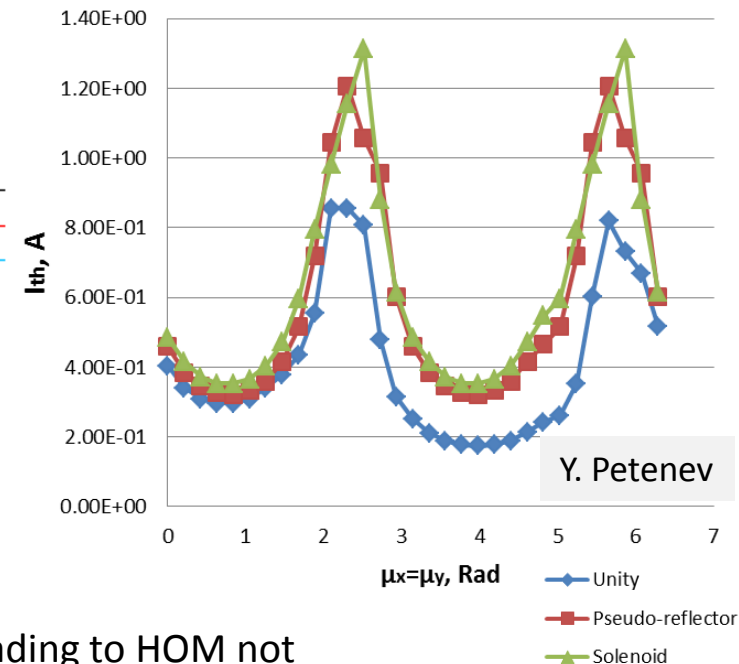 1.40E+00
1.20E+00
1.00E+00
8.00E-01
6.00E-01
4.00E-01
2.00E-01
0.00E+00
Ith, A
0 1 2 3 4 5 6 7
μx=μy, Rad
Y. Petenev
Unity
Pseudo-reflector
Solenoid
nding to HOM not